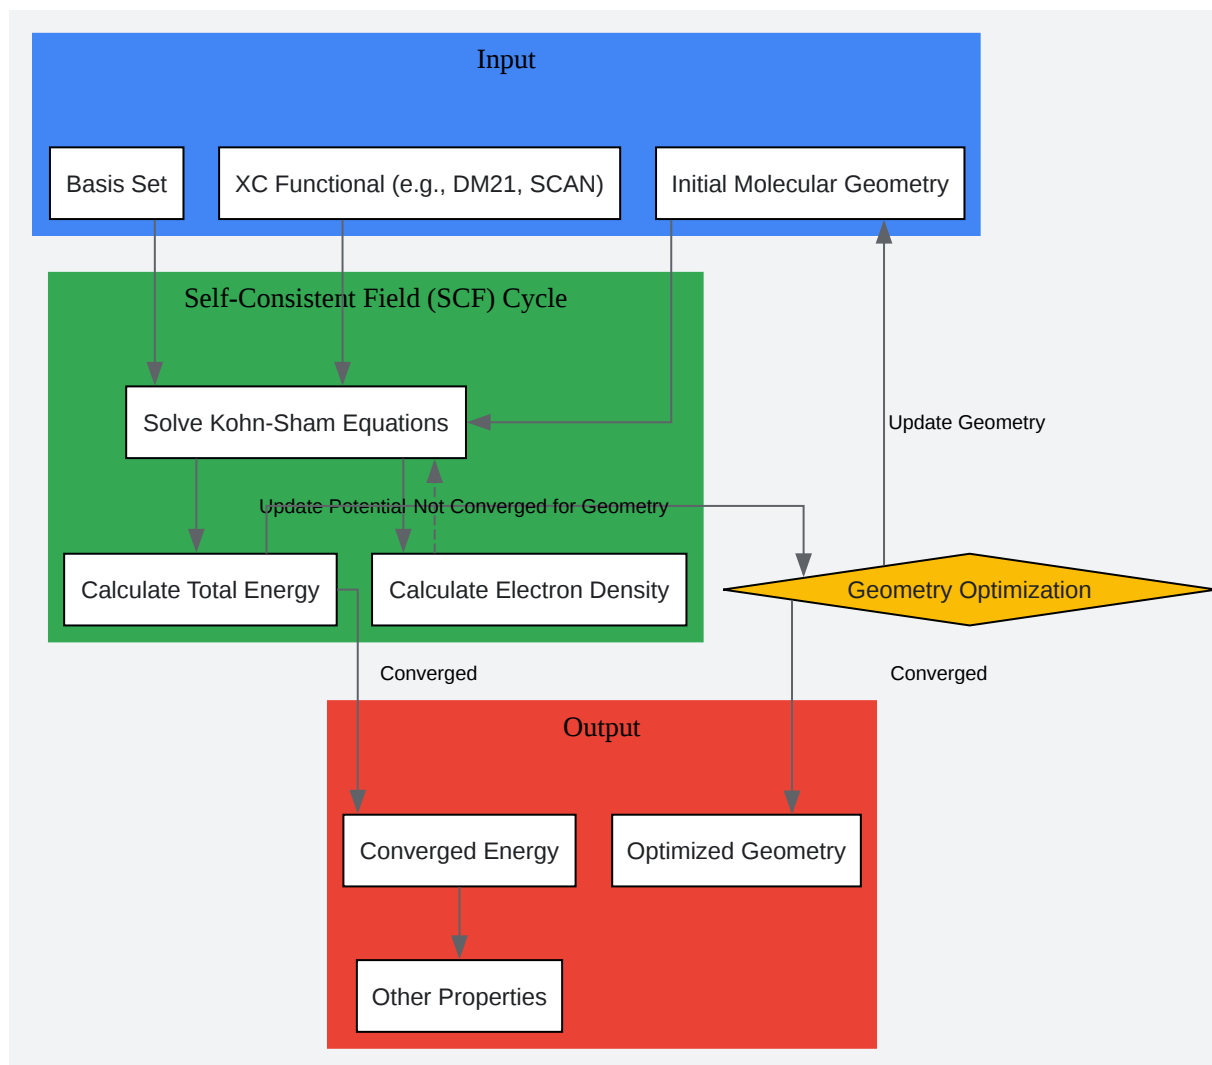 Input
Basis Set
XC Functional (e.g., DM21, SCAN)
Initial Molecular Geometry
Self-Consistent Field (SCF) Cycle
Solve Kohn-Sham Equations
Update Geometry
Update Potential
Not Converged for Geometry
Calculate Total Energy
Calculate Electron Density
Geometry Optimization
Converged
Converged
Output
Converged Energy
Optimized Geometry
Other Properties